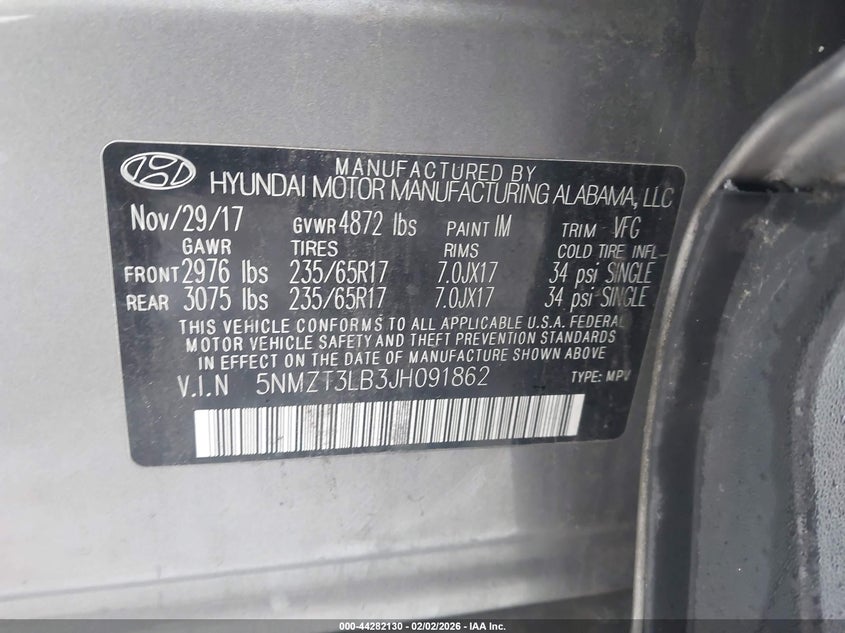 MANUFACTURED BY
HYUNDAI MOTOR MANUFACTURING ALABAMA, LLC
Nov/29/17 GVWR 4872 lbs PAINT IM TRIM VFC
GAWR TIRES RIMS COLD TIRE INFL-
FRONT 2976 lbs 235/65R17 7.0JX17 34 psi SINGLE
REAR 3075 lbs 235/65R17 7.0JX17 34 psi SINGLE
THIS VEHICLE CONFORMS TO ALL APPLICABLE U.S.A. FEDERAL
MOTOR VEHICLE SAFETY AND THEFT PREVENTION STANDARDS
IN EFFECT ON THE DATE OF MANUFACTURE SHOWN ABOVE
V.I.N 5NMZT3LB3JH091862 TYPE: MPV
000-44282130 - 02/02/2026 - IAA Inc.